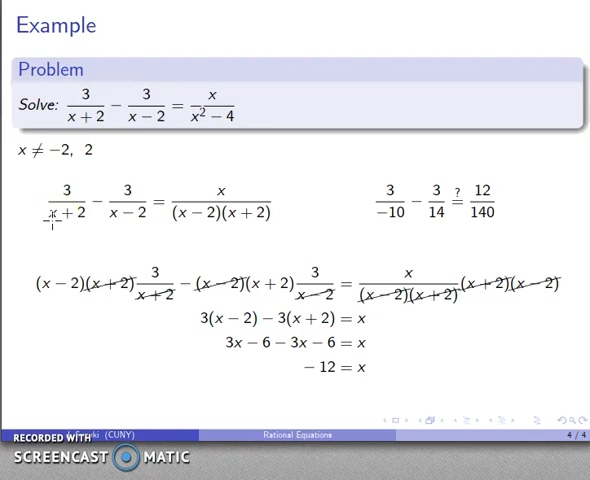 Example
Problem
Solve: 3/(x + 2) − 3/(x − 2) = x/(x² − 4)
x ≠ −2, 2
3/(x + 2) − 3/(x − 2) = x/((x − 2)(x + 2))
3/−10 − 3/14 ?= 12/140
(x − 2)(x + 2) 3/(x + 2) − (x − 2)(x + 2) 3/(x − 2) = x/((x − 2)(x + 2)) (x + 2)(x − 2)
3(x − 2) − 3(x + 2) = x
3x − 6 − 3x − 6 = x
− 12 = x
(CUNY) Rational Equations 4 / 4
RECORDED WITH
SCREENCAST MATIC